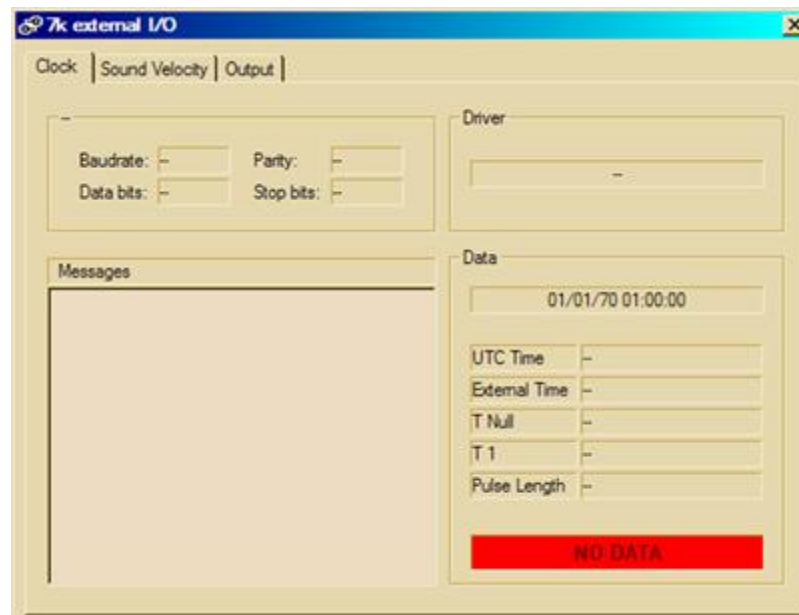 7k external I/O
Clock
Sound Velocity
Output
--
Baudrate: --
Parity: --
Data bits: --
Stop bits: --
Driver
--
Messages
Data
01/01/70 01:00:00
UTC Time --
External Time --
T Null --
T 1 --
Pulse Length --
NO DATA